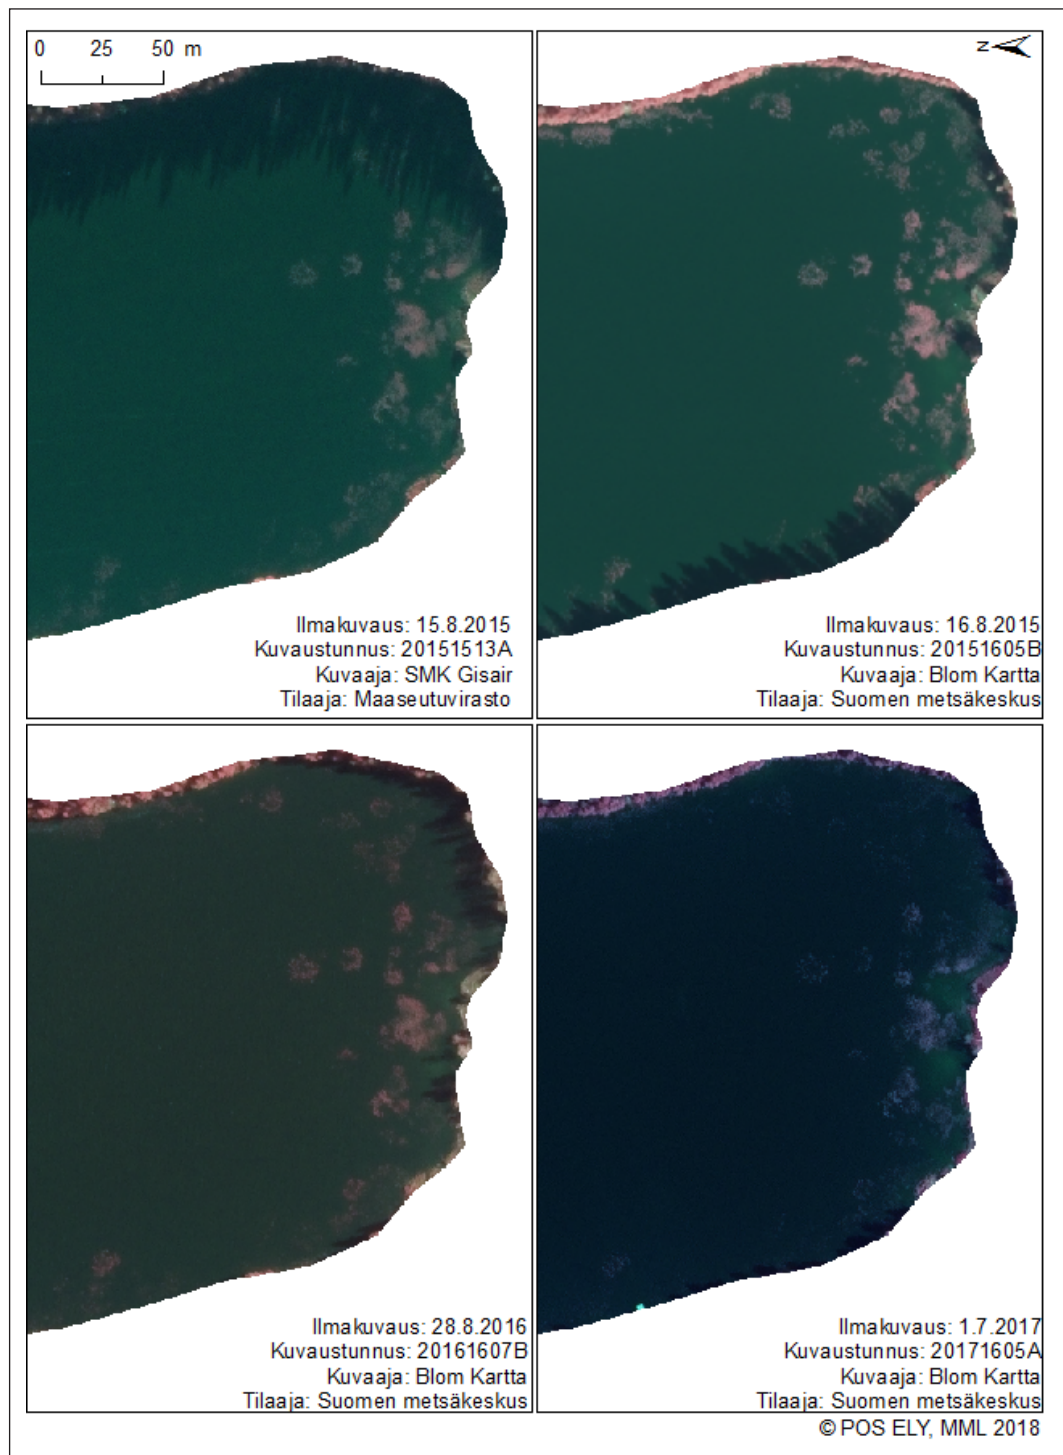 0 25 50 m
N
Ilmakuvaus: 15.8.2015
Kuvaustunnus: 20151513A
Kuvaaja: SMK Gisair
Tilaaja: Maaseutuvirasto
Ilmakuvaus: 16.8.2015
Kuvaustunnus: 20151605B
Kuvaaja: Blom Kartta
Tilaaja: Suomen metsäkeskus
Ilmakuvaus: 28.8.2016
Kuvaustunnus: 20161607B
Kuvaaja: Blom Kartta
Tilaaja: Suomen metsäkeskus
Ilmakuvaus: 1.7.2017
Kuvaustunnus: 20171605A
Kuvaaja: Blom Kartta
Tilaaja: Suomen metsäkeskus
© POS ELY, MML 2018